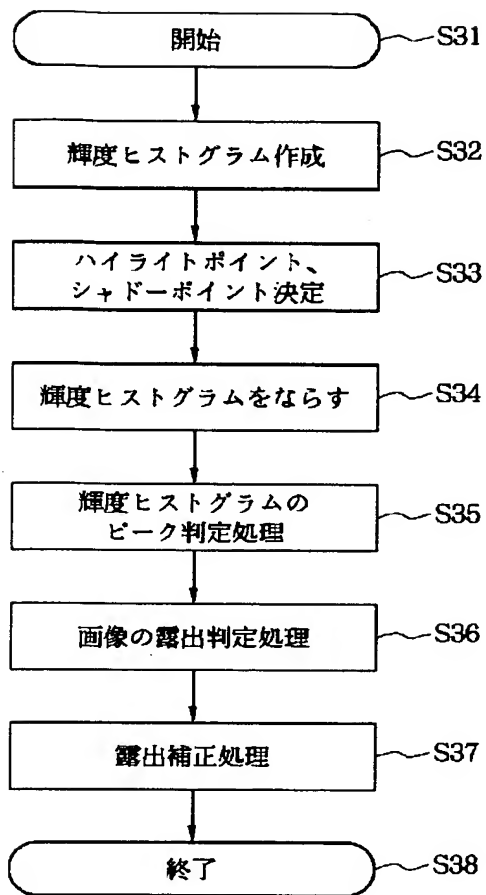 開始
S31
輝度ヒストグラム作成
S32
ハイライトポイント、
シャドーポイント決定
S33
輝度ヒストグラムをならす
S34
輝度ヒストグラムの
ピーク判定処理
S35
画像の露出判定処理
S36
露出補正処理
S37
終了
S38